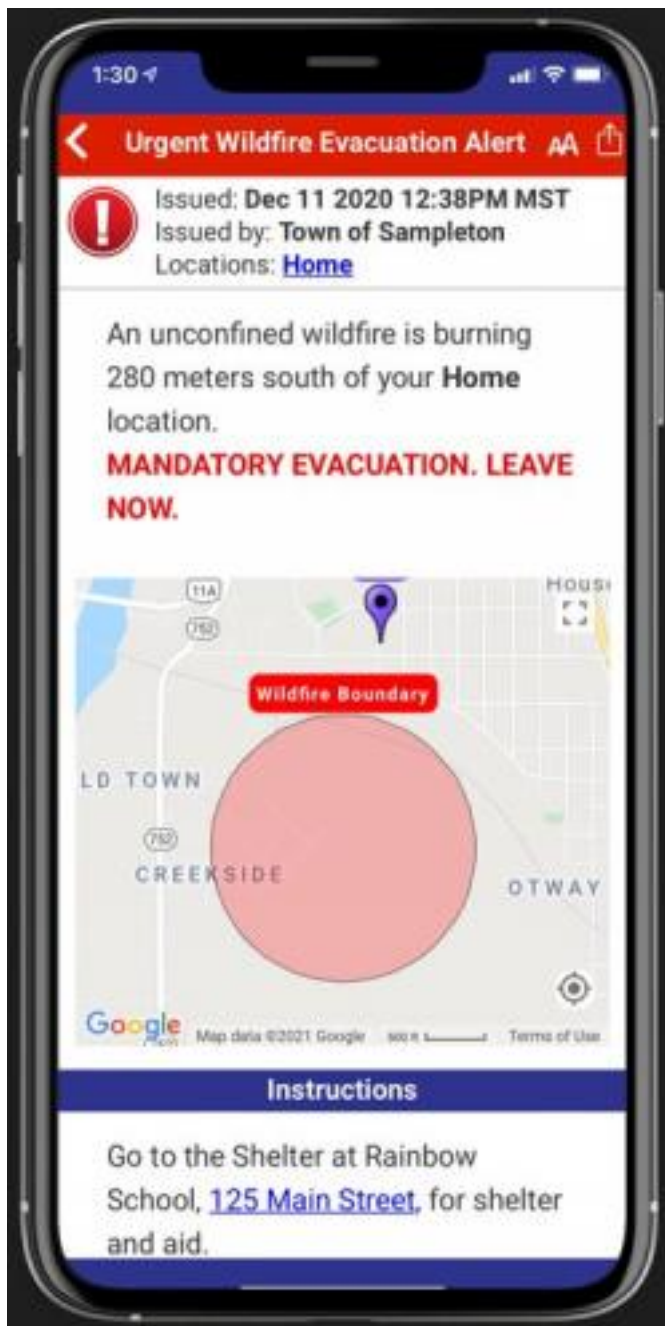 1:30
Urgent Wildfire Evacuation Alert AA
Issued: Dec 11 2020 12:38PM MST
Issued by: Town of Sampleton
Locations: Home
An unconfined wildfire is burning
280 meters south of your Home
location.
MANDATORY EVACUATION. LEAVE
NOW.
11A
752
Hous
Wildfire Boundary
LD TOWN
752
CREEKSIDE
OTWAY
Google
Map data ©2021 Google
Terms of Use
Instructions
Go to the Shelter at Rainbow
School, 125 Main Street, for shelter
and aid.